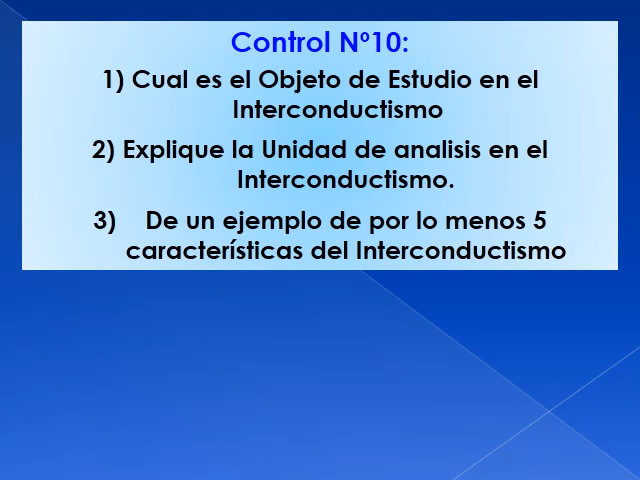 Control Nº10:
1) Cual es el Objeto de Estudio en el
Interconductismo
2) Explique la Unidad de analisis en el
Interconductismo.
3) De un ejemplo de por lo menos 5
características del Interconductismo